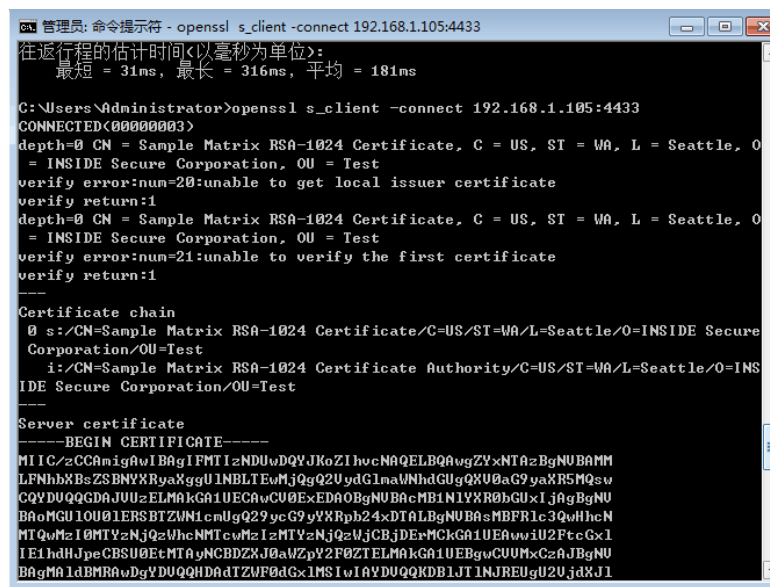 管理员: 命令提示符 - openssl s_client -connect 192.168.1.105:4433
往返行程的估计时间(以毫秒为单位):
最短 = 31ms, 最长 = 316ms, 平均 = 181ms
C:\Users\Administrator>openssl s_client -connect 192.168.1.105:4433
CONNECTED(00000003)
depth=0 CN = Sample Matrix RSA-1024 Certificate, C = US, ST = WA, L = Seattle, O
= INSIDE Secure Corporation, OU = Test
verify error:num=20:unable to get local issuer certificate
verify return:1
depth=0 CN = Sample Matrix RSA-1024 Certificate, C = US, ST = WA, L = Seattle, O
= INSIDE Secure Corporation, OU = Test
verify error:num=21:unable to verify the first certificate
verify return:1
---
Certificate chain
0 s:/CN=Sample Matrix RSA-1024 Certificate/C=US/ST=WA/L=Seattle/O=INSIDE Secure
Corporation/OU=Test
i:/CN=Sample Matrix RSA-1024 Certificate Authority/C=US/ST=WA/L=Seattle/O=INS
IDE Secure Corporation/OU=Test
---
Server certificate
-----BEGIN CERTIFICATE-----
MIIC/zCCAmigAwIBAgIFMTIzNDUwDQYJKoZIhvcNAQELBQAwgZYxNTAzBgNVBAMM
LFNhbXBsZSBNYXRyaXggUlNBLTEwMjQgQ2VydGlmaWNhdGUgQXV0aG9yaXR5MQsw
CQYDVQQGDAJVUzELMAkGA1UECAwCV0ExEDAOBgNVBAcMB1NlYXR0bGUxIjAgBgNV
BAoMGUlOU0lERSBTZWN1cmUgQ29ycG9yYXRpb24xDTALBgNVBAsMBFRlc3QwHhcN
MTQwMzI0MTYzNjQzWhcNMTcwMzIzMTYzNjQzWjCBjDErMCkGA1UEAwwiU2FtcGxl
IE1hdHJpeCBSU0EtMTAyNCBDZXJ0aWZpY2F0ZTELMAkGA1UEBgwCVVMxCzAJBgNV
BAgMAldBMRAwDgYDVQQHDAdTZWF0dGxlMSIwIAYDVQQKDBlJTlNJREUgU2VjdXJl